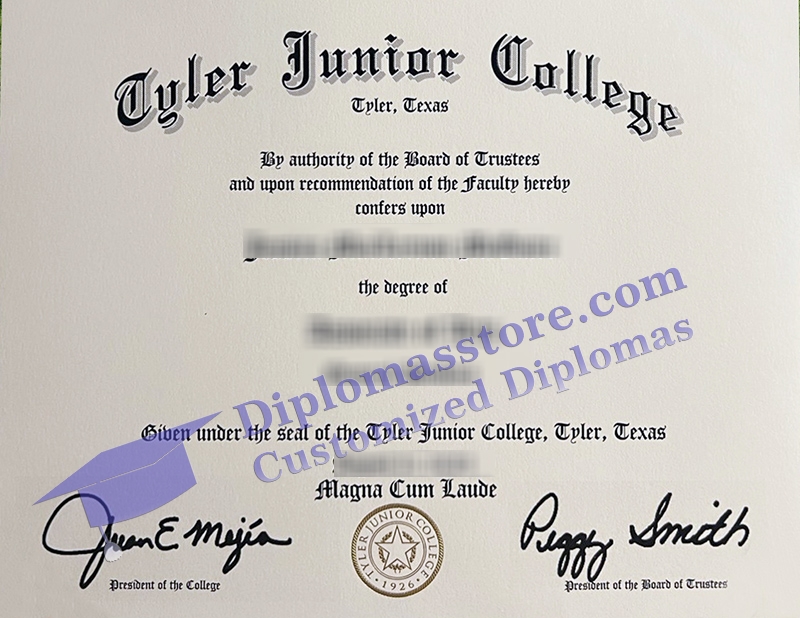 Tyler Junior College
Tyler, Texas
By authority of the Board of Trustees
and upon recommendation of the Faculty hereby
confers upon
the degree of
Diplomasstore.com
Customized Diplomas
Given under the seal of the Tyler Junior College, Tyler, Texas
Magna Cum Laude
Juan E. Mejía
Peggy Smith
TYLER JUNIOR COLLEGE
1926
President of the College
President of the Board of Trustees